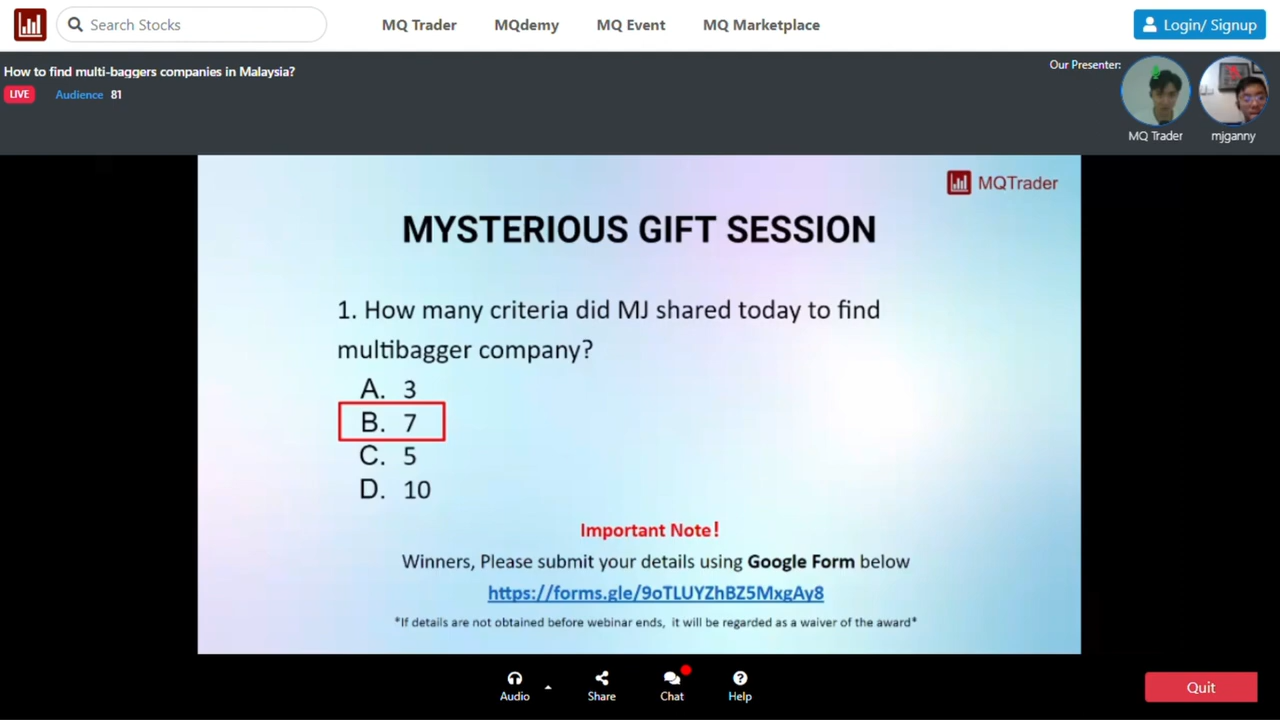 Search Stocks
MQ Trader
MQdemy
MQ Event
MQ Marketplace
Login/ Signup
How to find multi-baggers companies in Malaysia?
LIVE
Audience 81
Our Presenter:
MQ Trader
mjganny
MQTrader
MYSTERIOUS GIFT SESSION
1. How many criteria did MJ shared today to find
multibagger company?
A. 3
B. 7
C. 5
D. 10
Important Note!
Winners, Please submit your details using Google Form below
https://forms.gle/9oTLUYZhBZ5MxgAy8
*If details are not obtained before webinar ends, it will be regarded as a waiver of the award*
Audio
Share
Chat
Help
Quit